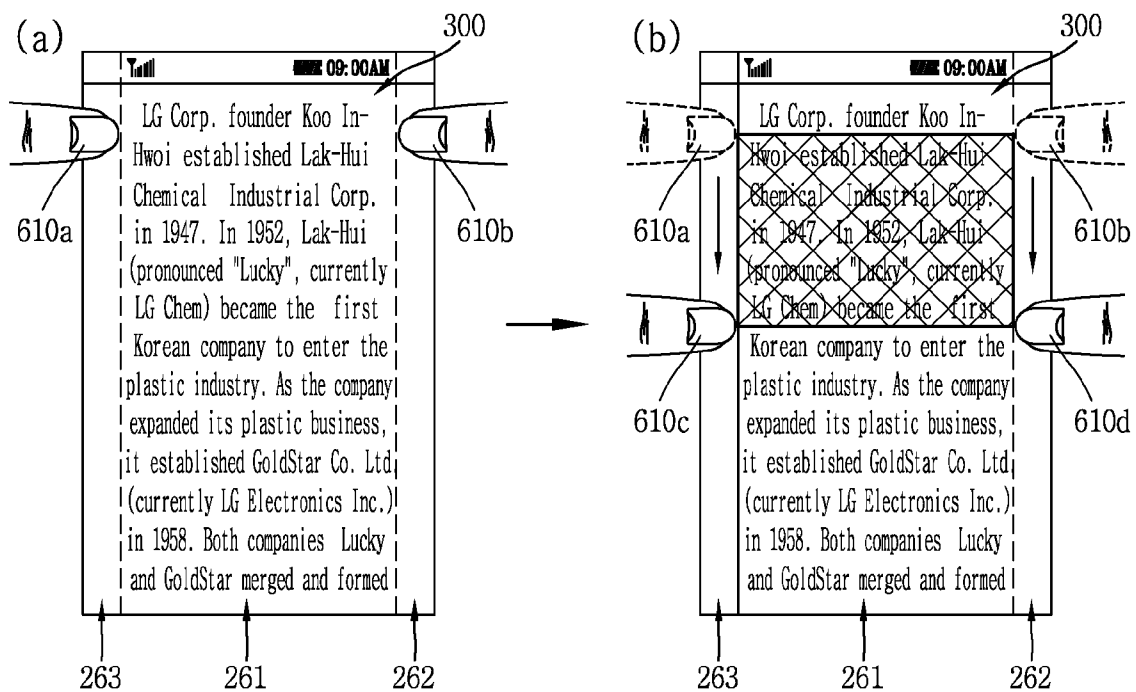 (a)
300
09:00AM
LG Corp. founder Koo In-
Hwoi established Lak-Hui
Chemical Industrial Corp.
in 1947. In 1952, Lak-Hui
(pronounced "Lucky", currently
LG Chem) became the first
Korean company to enter the
plastic industry. As the company
expanded its plastic business,
it established GoldStar Co. Ltd.
(currently LG Electronics Inc.)
in 1958. Both companies Lucky
and GoldStar merged and formed
610a
610b
263
261
262
(b)
300
09:00AM
LG Corp. founder Koo In-
Hwoi established Lak-Hui
Chemical Industrial Corp.
in 1947. In 1952, Lak-Hui
(pronounced "Lucky", currently
LG Chem) became the first
Korean company to enter the
plastic industry. As the company
expanded its plastic business,
it established GoldStar Co. Ltd.
(currently LG Electronics Inc.)
in 1958. Both companies Lucky
and GoldStar merged and formed
610a
610b
610c
610d
263
261
262